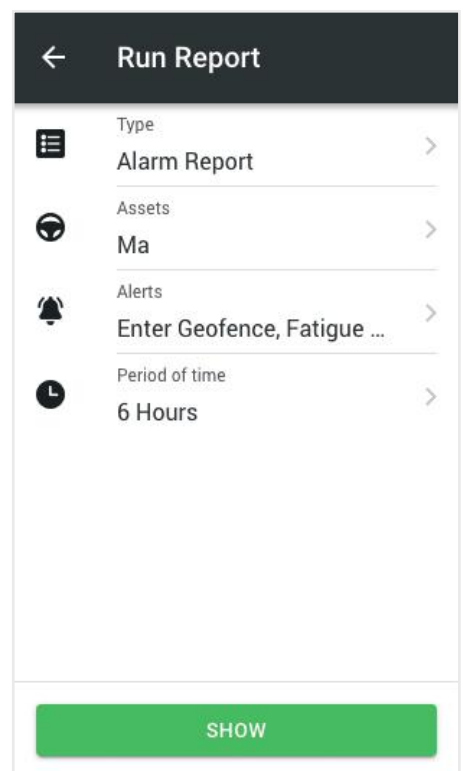 Run Report
Type
Alarm Report
Assets
Ma
Alerts
Enter Geofence, Fatigue ...
Period of time
6 Hours
SHOW